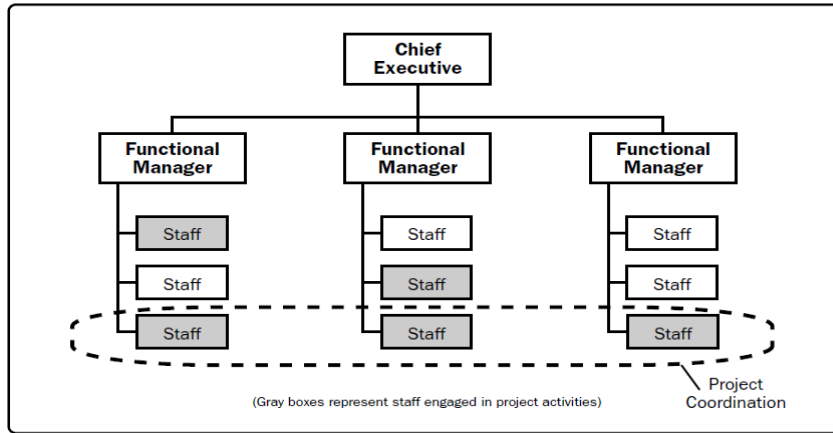 Chief
Executive
Functional
Manager
Functional
Manager
Functional
Manager
Staff
Staff
Staff
Staff
Staff
Staff
Staff
Staff
Staff
Project
Coordination
(Gray boxes represent staff engaged in project activities)